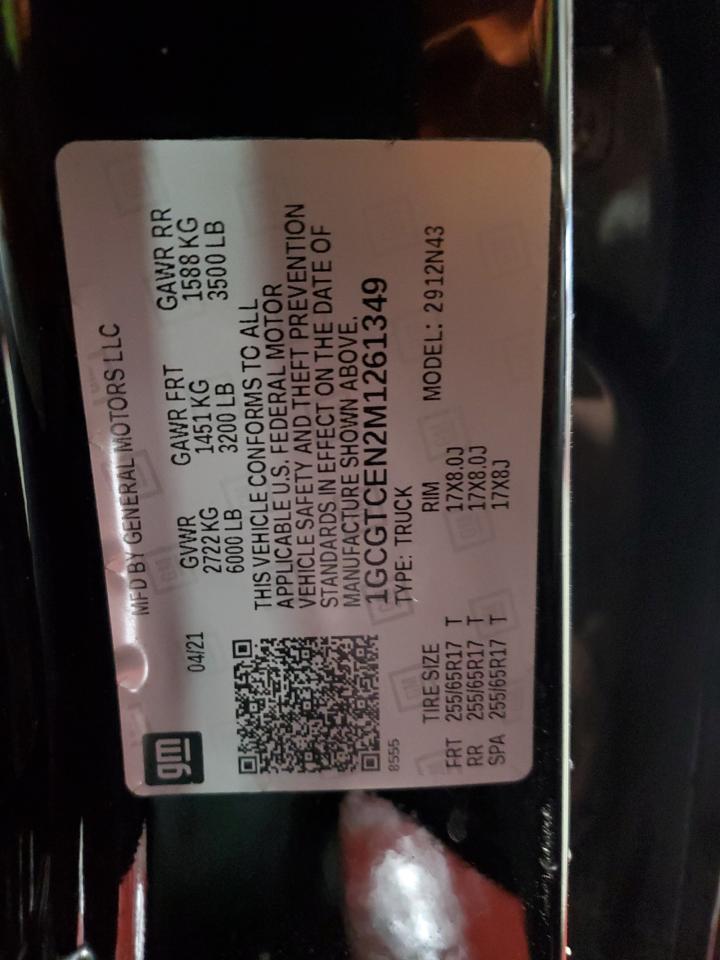 gm
MFD BY GENERAL MOTORS LLC
04/21
GVWR GAWR FRT GAWR RR
2722 KG 1451 KG 1588 KG
6000 LB 3200 LB 3500 LB
THIS VEHICLE CONFORMS TO ALL
APPLICABLE U.S. FEDERAL MOTOR
VEHICLE SAFETY AND THEFT PREVENTION
STANDARDS IN EFFECT ON THE DATE OF
MANUFACTURE SHOWN ABOVE.
1GCGTCEN2M1261349
8555
TYPE: TRUCK
TIRE SIZE RIM MODEL: 2912N43
FRT 255/65R17 T 17X8.0J
RR 255/65R17 T 17X8.0J
SPA 255/65R17 T 17X8J